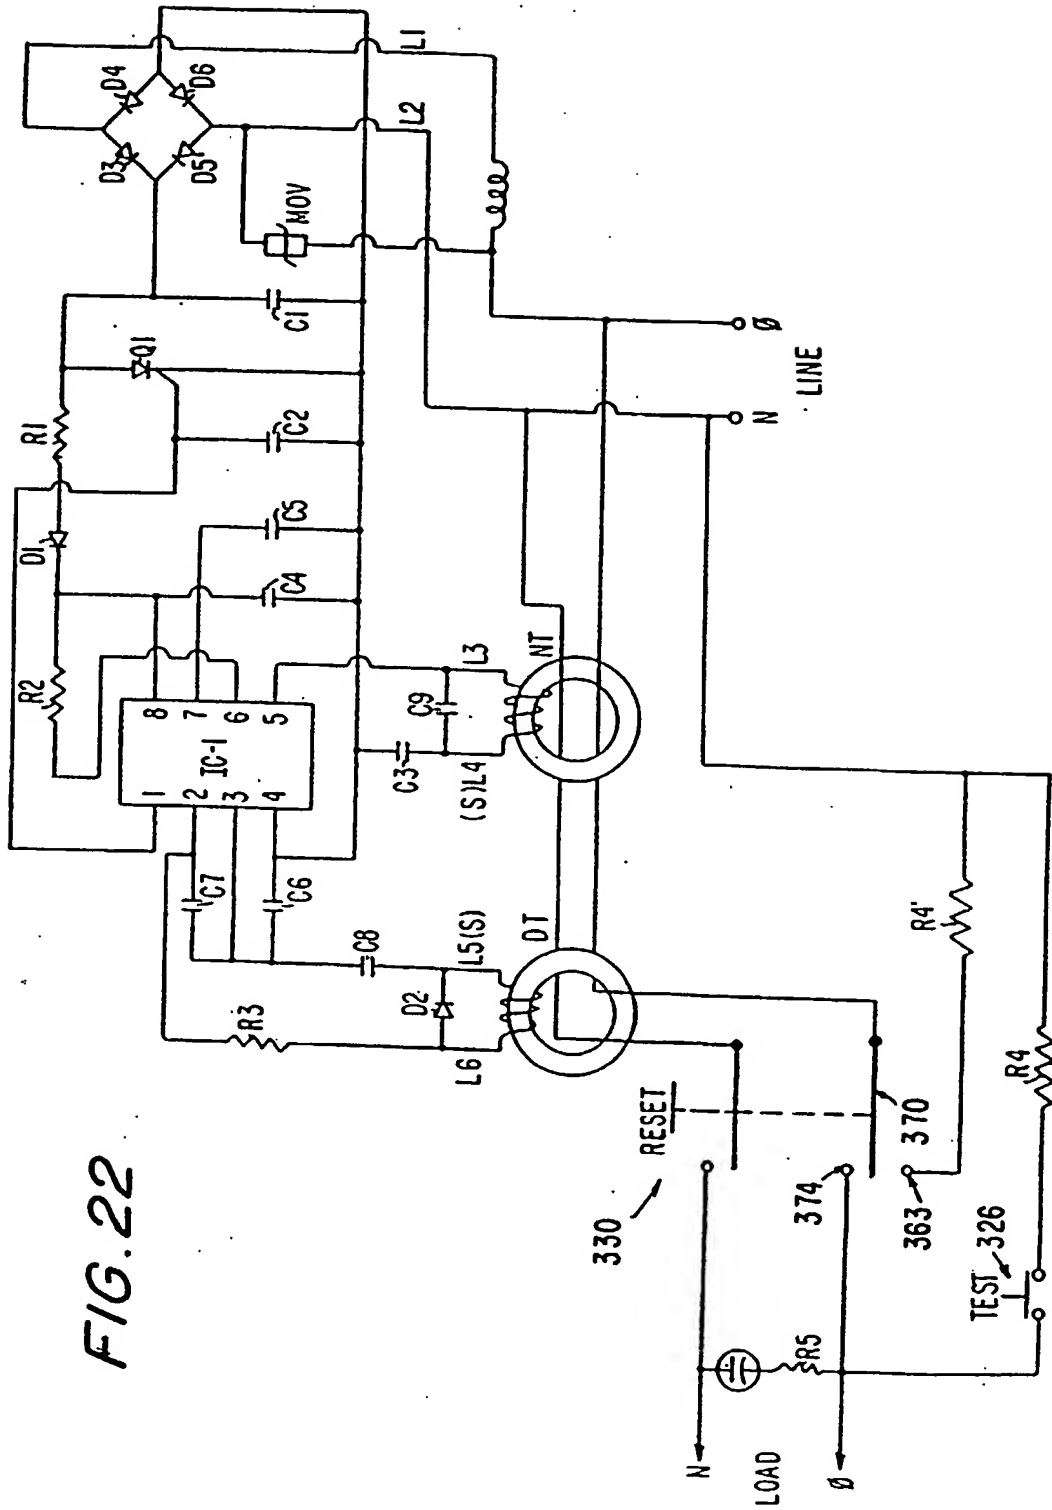 FIG.22
L1
L2
D4
D6
D3
D5
MOV
C1
Q1
R1
C2
D1
C5
C4
R2
8
7
6
5
IC-1
1
2
3
4
C7
C6
C3
C9
L3
(S)L4
NT
C8
L5(S)
D2
R3
L6
DT
Ø
N
LINE
R4'
R4
RESET
330
374
370
363
326
TEST
R5
N
LOAD
Ø